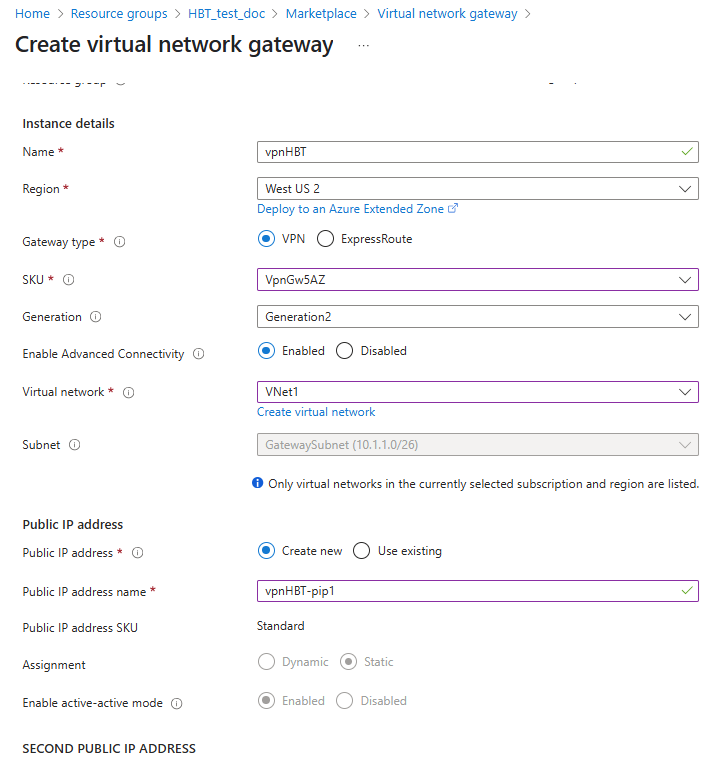 Home > Resource groups > HBT_test_doc > Marketplace > Virtual network gateway >
Create virtual network gateway ...
Instance details
Name *
vpnHBT
Region *
West US 2
Deploy to an Azure Extended Zone
Gateway type *
VPN ExpressRoute
SKU *
VpnGw5AZ
Generation
Generation2
Enable Advanced Connectivity
Enabled Disabled
Virtual network *
VNet1
Create virtual network
Subnet
GatewaySubnet (10.1.1.0/26)
Only virtual networks in the currently selected subscription and region are listed.
Public IP address
Public IP address *
Create new Use existing
Public IP address name *
vpnHBT-pip1
Public IP address SKU
Standard
Assignment
Dynamic Static
Enable active-active mode
Enabled Disabled
SECOND PUBLIC IP ADDRESS